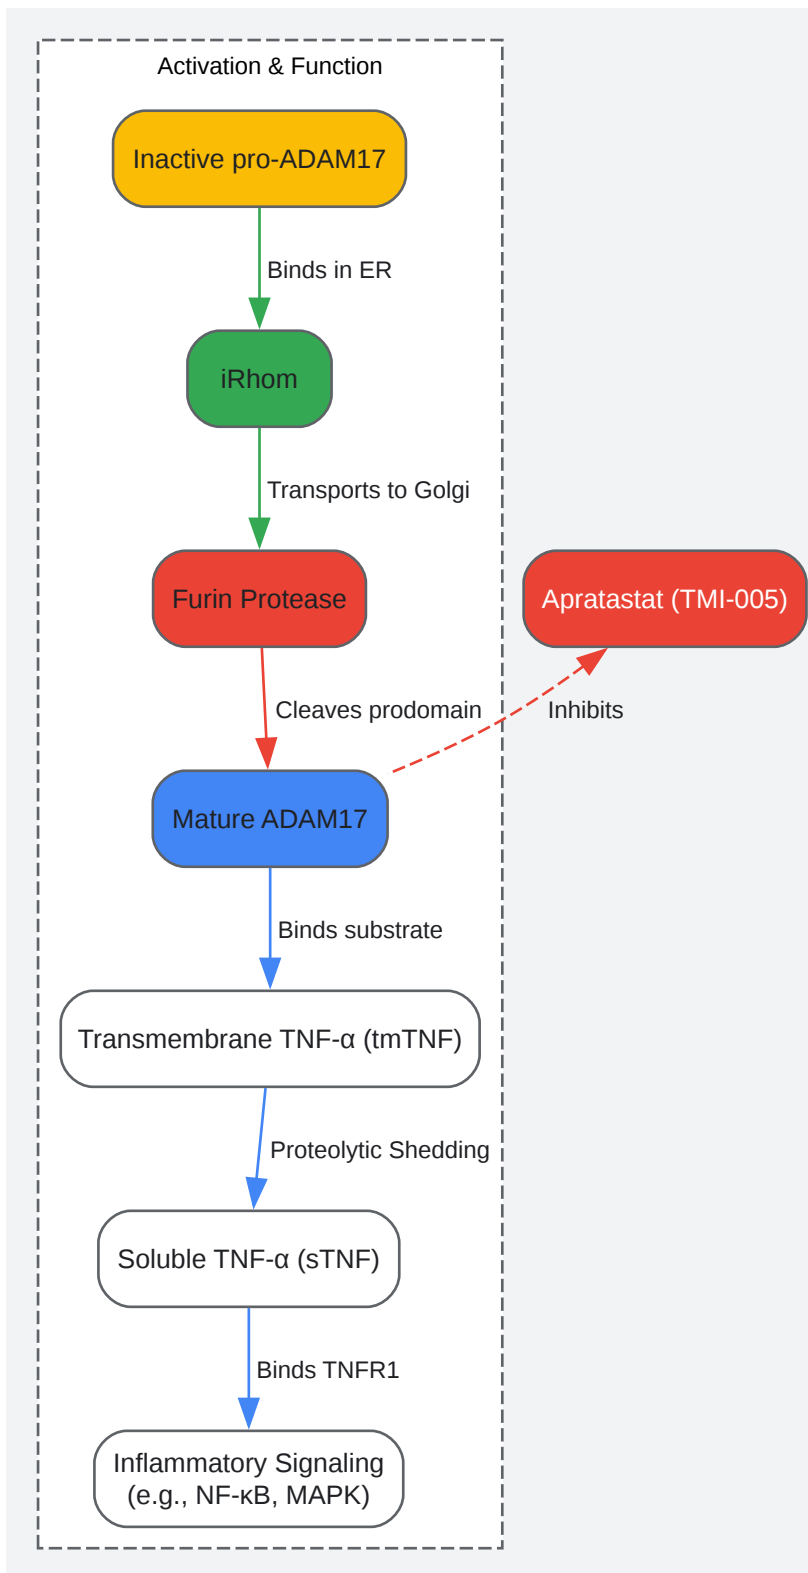 Activation & Function
Inactive pro-ADAM17
Binds in ER
iRhom
Transports to Golgi
Furin Protease
Apratastat (TMI-005)
Cleaves prodomain
Inhibits
Mature ADAM17
Binds substrate
Transmembrane TNF-α (tmTNF)
Proteolytic Shedding
Soluble TNF-α (sTNF)
Binds TNFR1
Inflammatory Signaling
(e.g., NF-κB, MAPK)